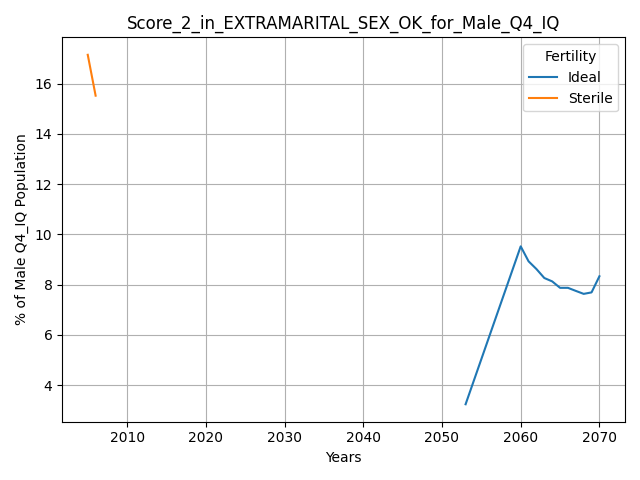 Score_2_in_EXTRAMARITAL_SEX_OK_for_Male_Q4_IQ
Fertility
Ideal
Sterile
% of Male Q4_IQ Population
16
14
12
10
8
6
4
2010 2020 2030 2040 2050 2060 2070
Years